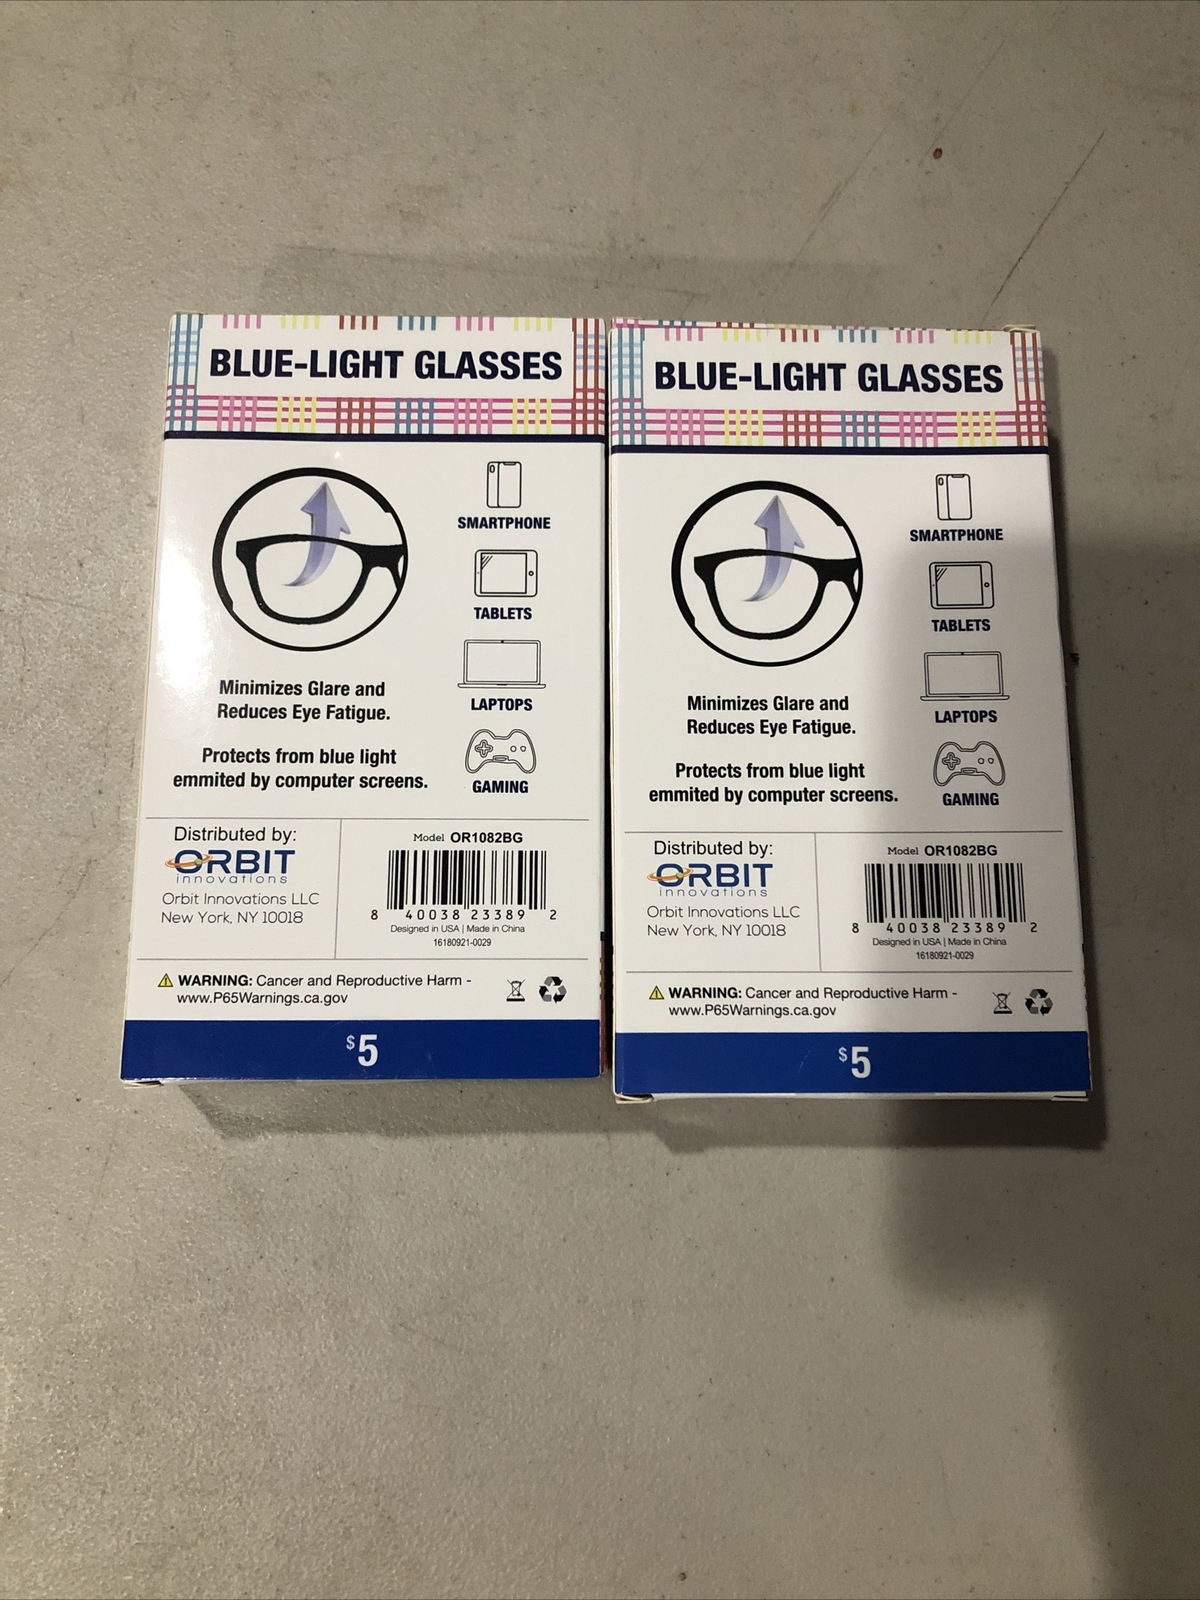 BLUE-LIGHT GLASSES
SMARTPHONE
TABLETS
LAPTOPS
GAMING
Minimizes Glare and
Reduces Eye Fatigue.
Protects from blue light
emmited by computer screens.
Distributed by:
ORBIT
innovations
Orbit Innovations LLC
New York, NY 10018
Model OR1082BG
8 40038 23389 2
Designed in USA | Made in China
16180921-0029
WARNING: Cancer and Reproductive Harm -
www.P65Warnings.ca.gov
$5
BLUE-LIGHT GLASSES
SMARTPHONE
TABLETS
LAPTOPS
GAMING
Minimizes Glare and
Reduces Eye Fatigue.
Protects from blue light
emmited by computer screens.
Distributed by:
ORBIT
innovations
Orbit Innovations LLC
New York, NY 10018
Model OR1082BG
8 40038 23389 2
Designed in USA | Made in China
16180921-0029
WARNING: Cancer and Reproductive Harm -
www.P65Warnings.ca.gov
$5